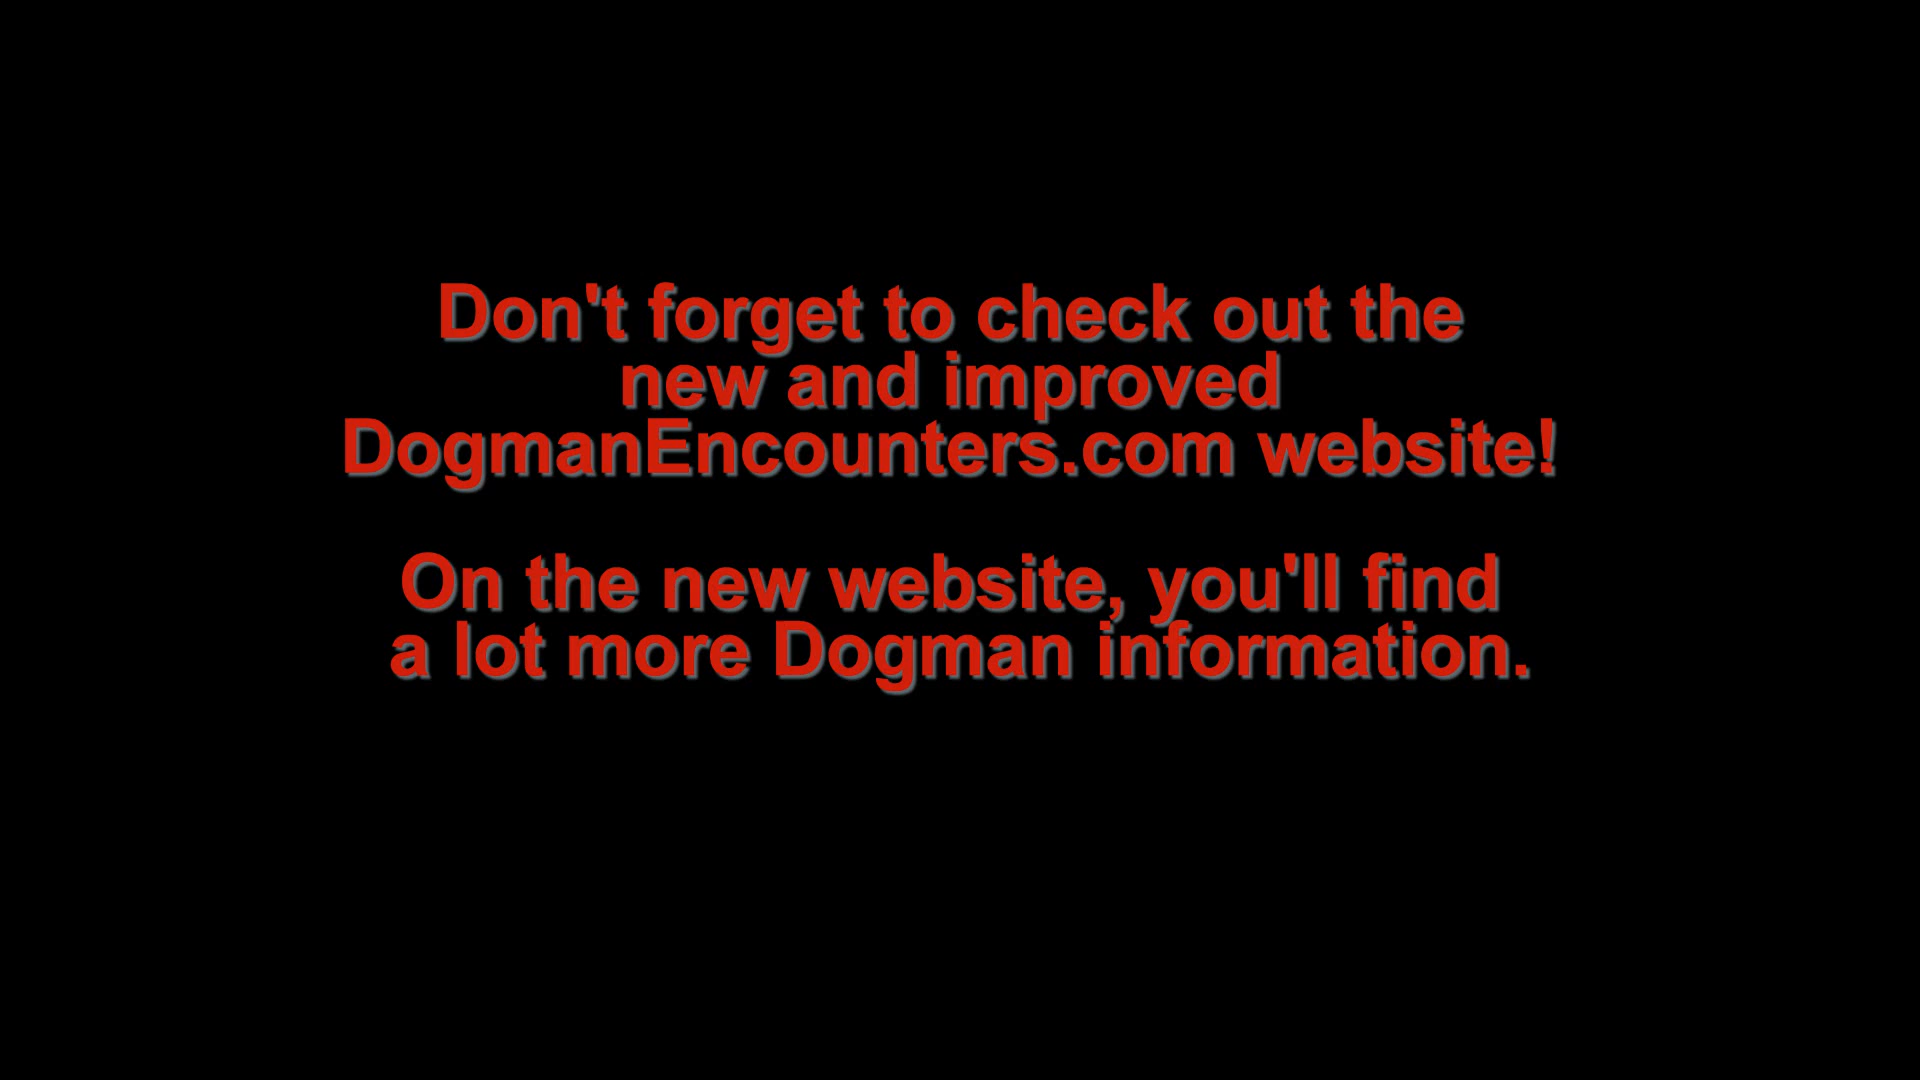 Don't forget to check out the
new and improved
DogmanEncounters.com website!
On the new website, you'll find
a lot more Dogman information.